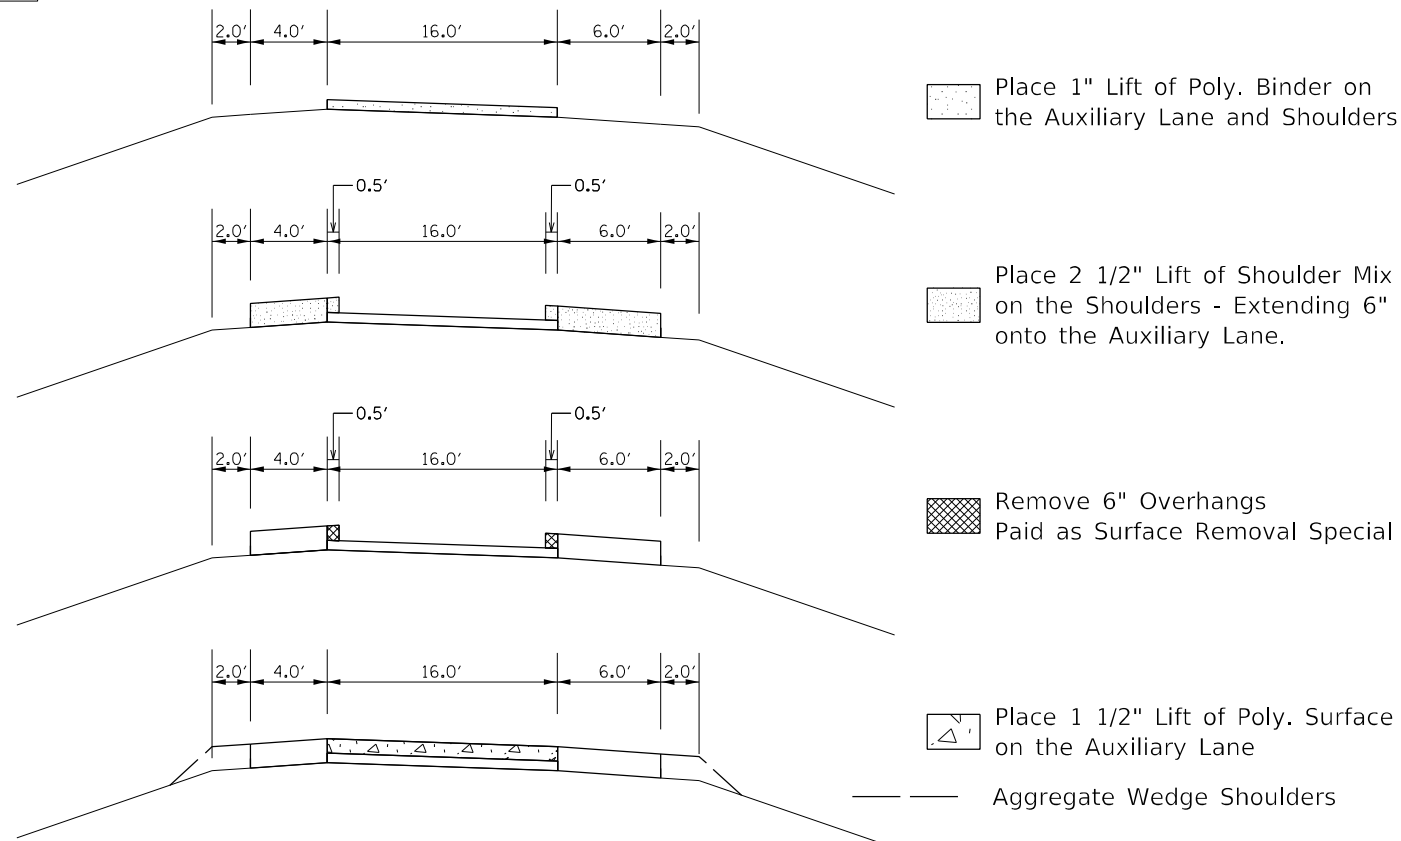 2.0' 4.0' 16.0' 6.0' 2.0'
Place 1" Lift of Poly. Binder on
the Auxiliary Lane and Shoulders
0.5' 0.5'
2.0' 4.0' 16.0' 6.0' 2.0'
Place 2 1/2" Lift of Shoulder Mix
on the Shoulders - Extending 6"
onto the Auxiliary Lane.
0.5' 0.5'
2.0' 4.0' 16.0' 6.0' 2.0'
Remove 6" Overhangs
Paid as Surface Removal Special
2.0' 4.0' 16.0' 6.0' 2.0'
Place 1 1/2" Lift of Poly. Surface
on the Auxiliary Lane
Aggregate Wedge Shoulders